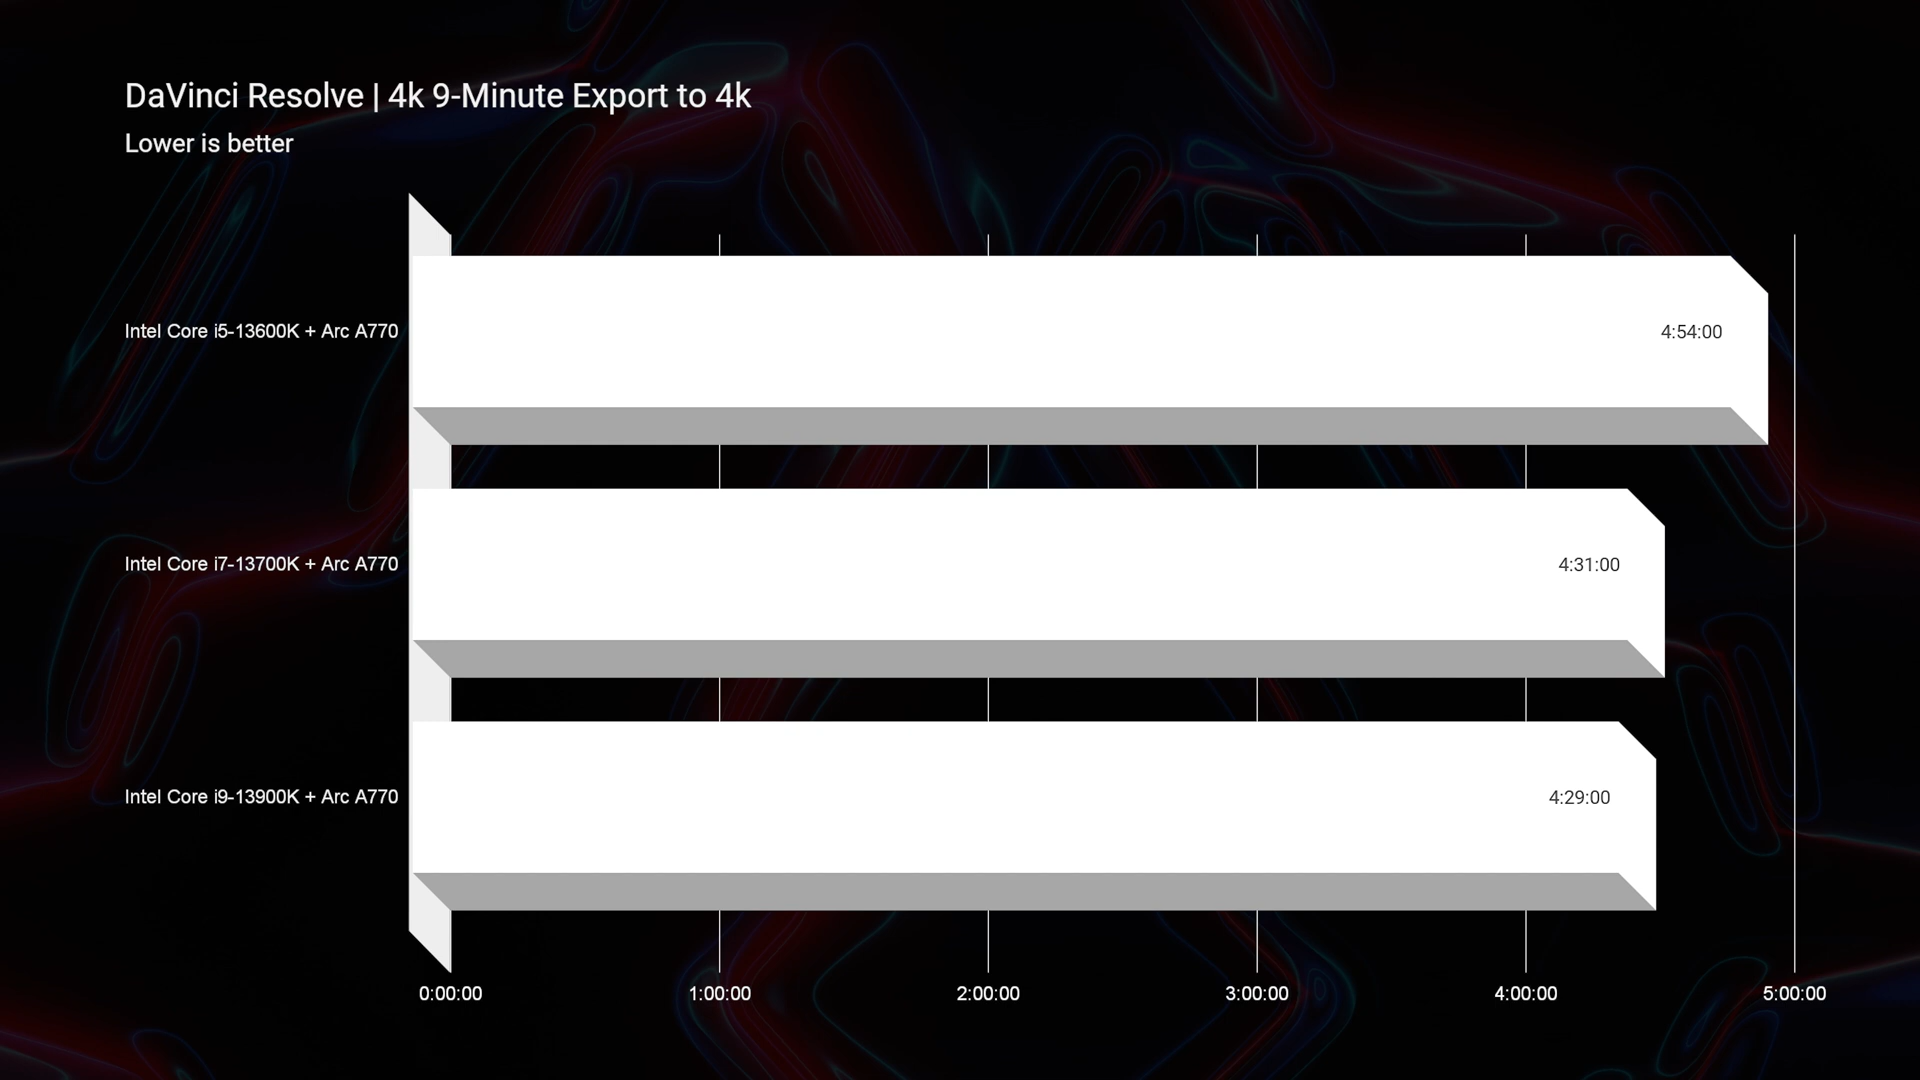 DaVinci Resolve | 4k 9-Minute Export to 4k
Lower is better
Intel Core i5-13600K + Arc A770
4:54:00
Intel Core i7-13700K + Arc A770
4:31:00
Intel Core i9-13900K + Arc A770
4:29:00
0:00:00 1:00:00 2:00:00 3:00:00 4:00:00 5:00:00